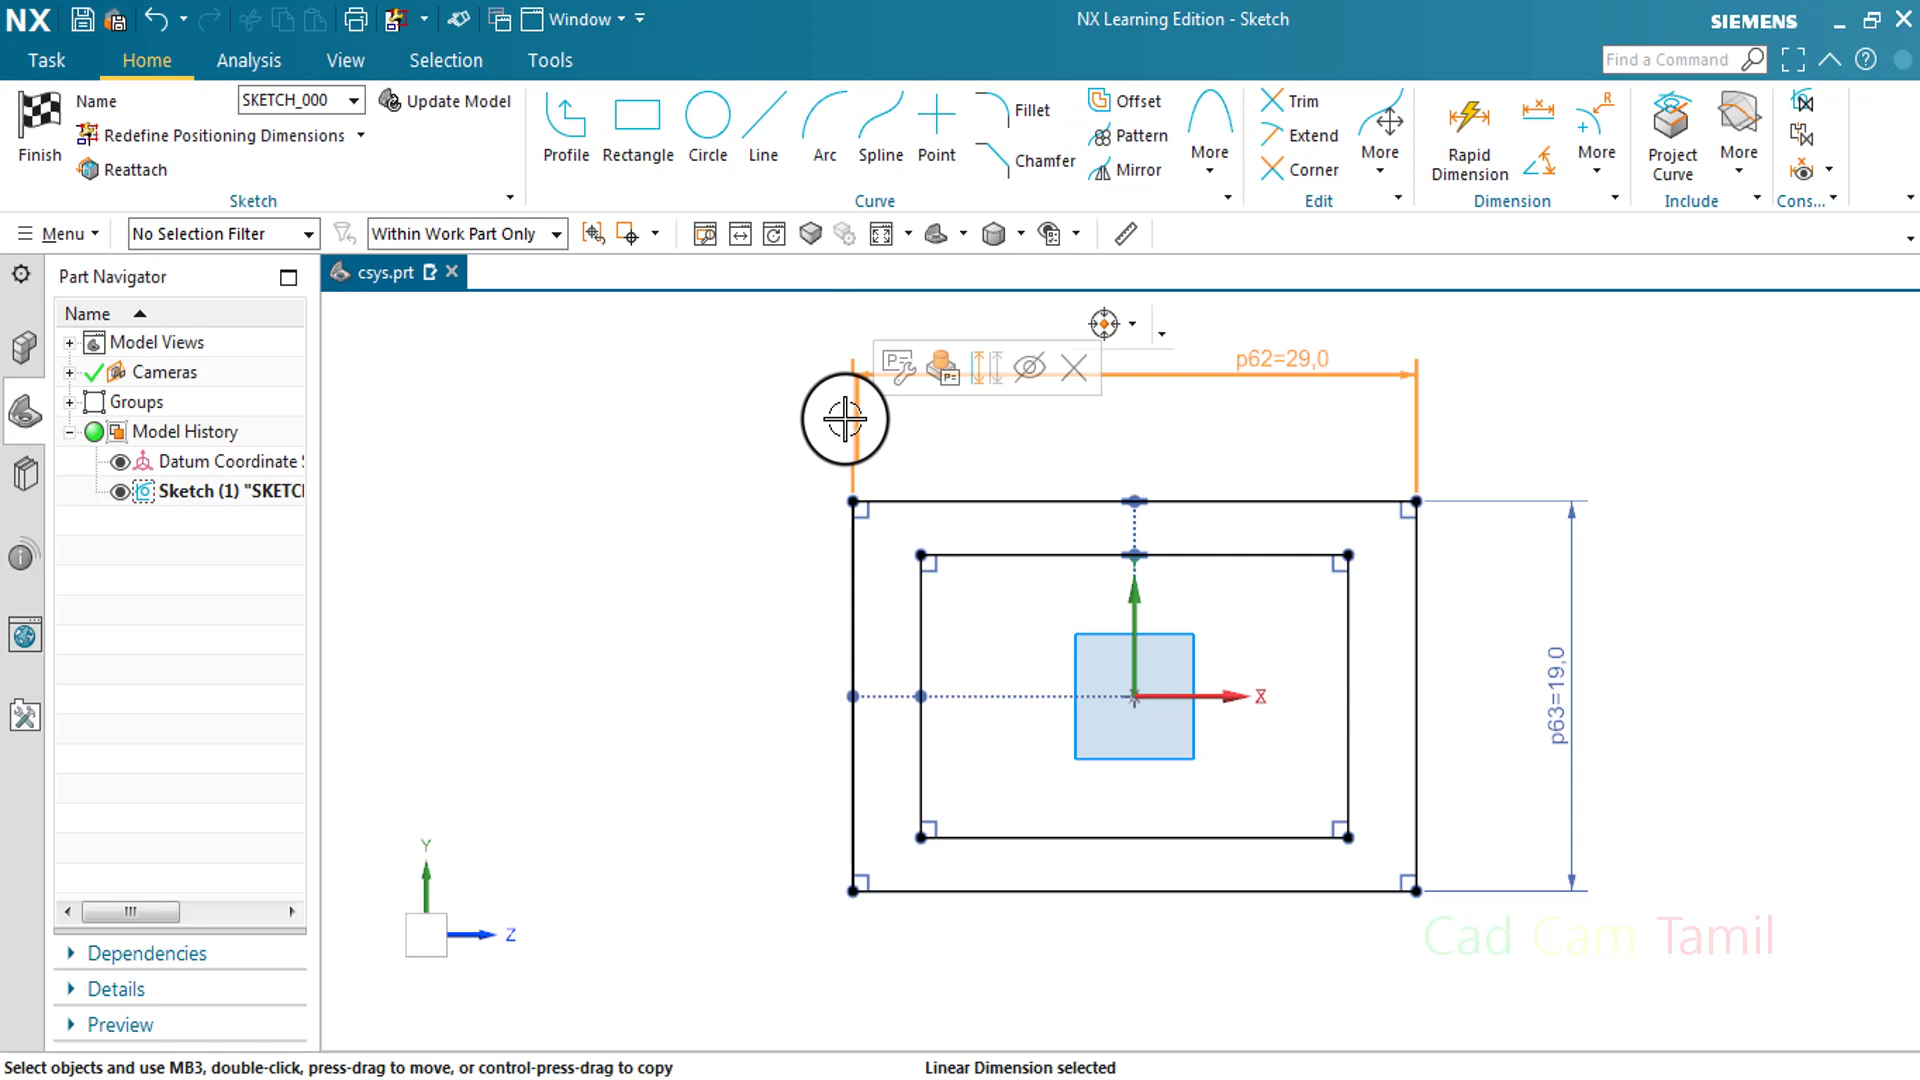 NX
Window
NX Learning Edition - Sketch
SIEMENS
Task
Home
Analysis
View
Selection
Tools
Find a Command
Finish
Name
SKETCH_000
Update Model
Redefine Positioning Dimensions
Reattach
Sketch
Profile
Rectangle
Circle
Line
Arc
Spline
Point
Fillet
Chamfer
Offset
Pattern
Mirror
More
Curve
Trim
Extend
Corner
More
Edit
Rapid
Dimension
More
Dimension
Project
Curve
More
Include
Cons...
Menu
No Selection Filter
Within Work Part Only
Part Navigator
csys.prt
Name
Model Views
Cameras
Groups
Model History
Datum Coordinate S
Sketch (1) "SKETCH
Dependencies
Details
Preview
p62=29,0
p63=19,0
X
Y
Z
Cad Cam Tamil
Select objects and use MB3, double-click, press-drag to move, or control-press-drag to copy
Linear Dimension selected